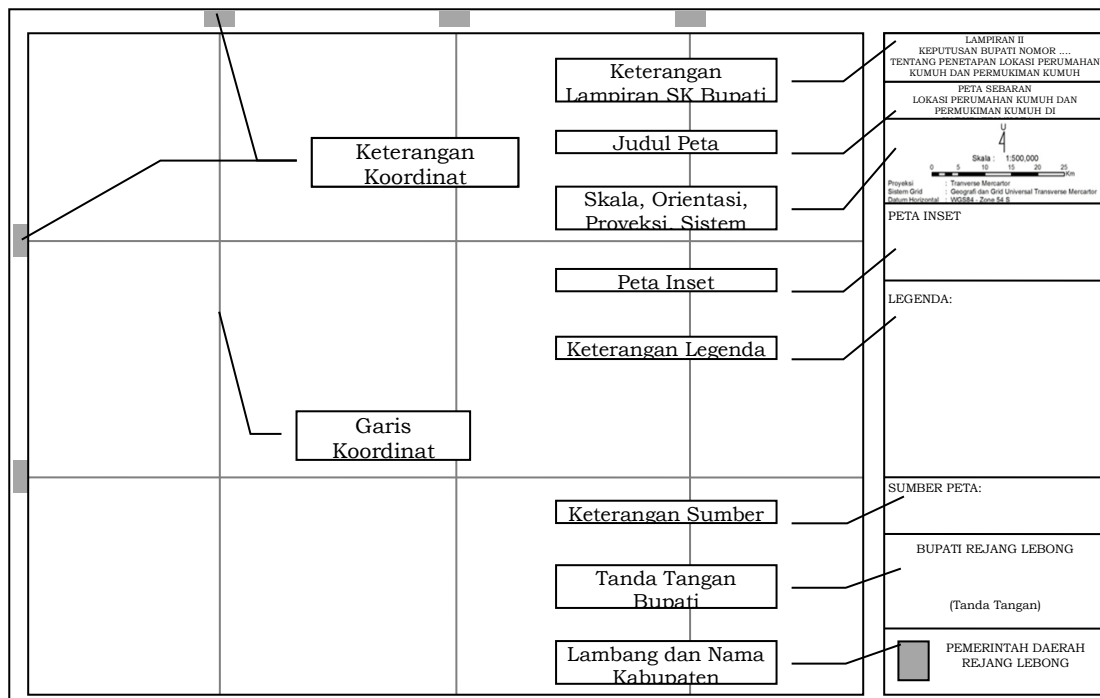 Keterangan
Lampiran SK Bupati
Judul Peta
Keterangan
Koordinat
Skala, Orientasi,
Proyeksi, Sistem
Peta Inset
Keterangan Legenda
Garis
Koordinat
Keterangan Sumber
Tanda Tangan
Bupati
Lambang dan Nama
Kabupaten
LAMPIRAN II
KEPUTUSAN BUPATI NOMOR ....
TENTANG PENETAPAN LOKASI PERUMAHAN
KUMUH DAN PERMUKIMAN KUMUH
PETA SEBARAN
LOKASI PERUMAHAN KUMUH DAN
PERMUKIMAN KUMUH DI
U
Skala : 1:500,000
0 5 10 15 20 25
Km
Proyeksi : Tranverse Mercartor
Sistem Grid : Geografi dan Grid Universal Transverse Mercartor
Datum Horizontal : WGS84 - Zone 54 S
PETA INSET
LEGENDA:
SUMBER PETA:
BUPATI REJANG LEBONG
(Tanda Tangan)
PEMERINTAH DAERAH
REJANG LEBONG